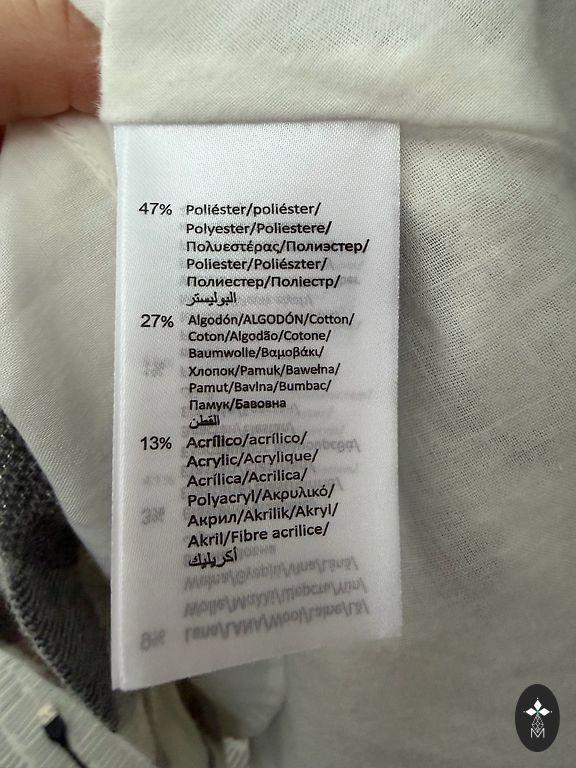 47% Poliéster/poliéster/
Polyester/Poliestere/
Πολυεστέρας/Полиэстер/
Poliester/Poliészter/
Полиестер/Поліестр/
البوليستر
27% Algodón/ALGODÓN/Cotton/
Coton/Algodão/Cotone/
Baumwolle/Βαμβάκι/
Хлопок/Pamuk/Bawełna/
Pamut/Bavlna/Bumbac/
Памук/Бавовна
القطن
13% Acrílico/acrílico/
Acrylic/Acrylique/
Acrílica/Acrilica/
Polyacryl/Ακρυλικό/
Акрил/Akrilik/Akryl/
Akril/Fibre acrilice/
أكريليك